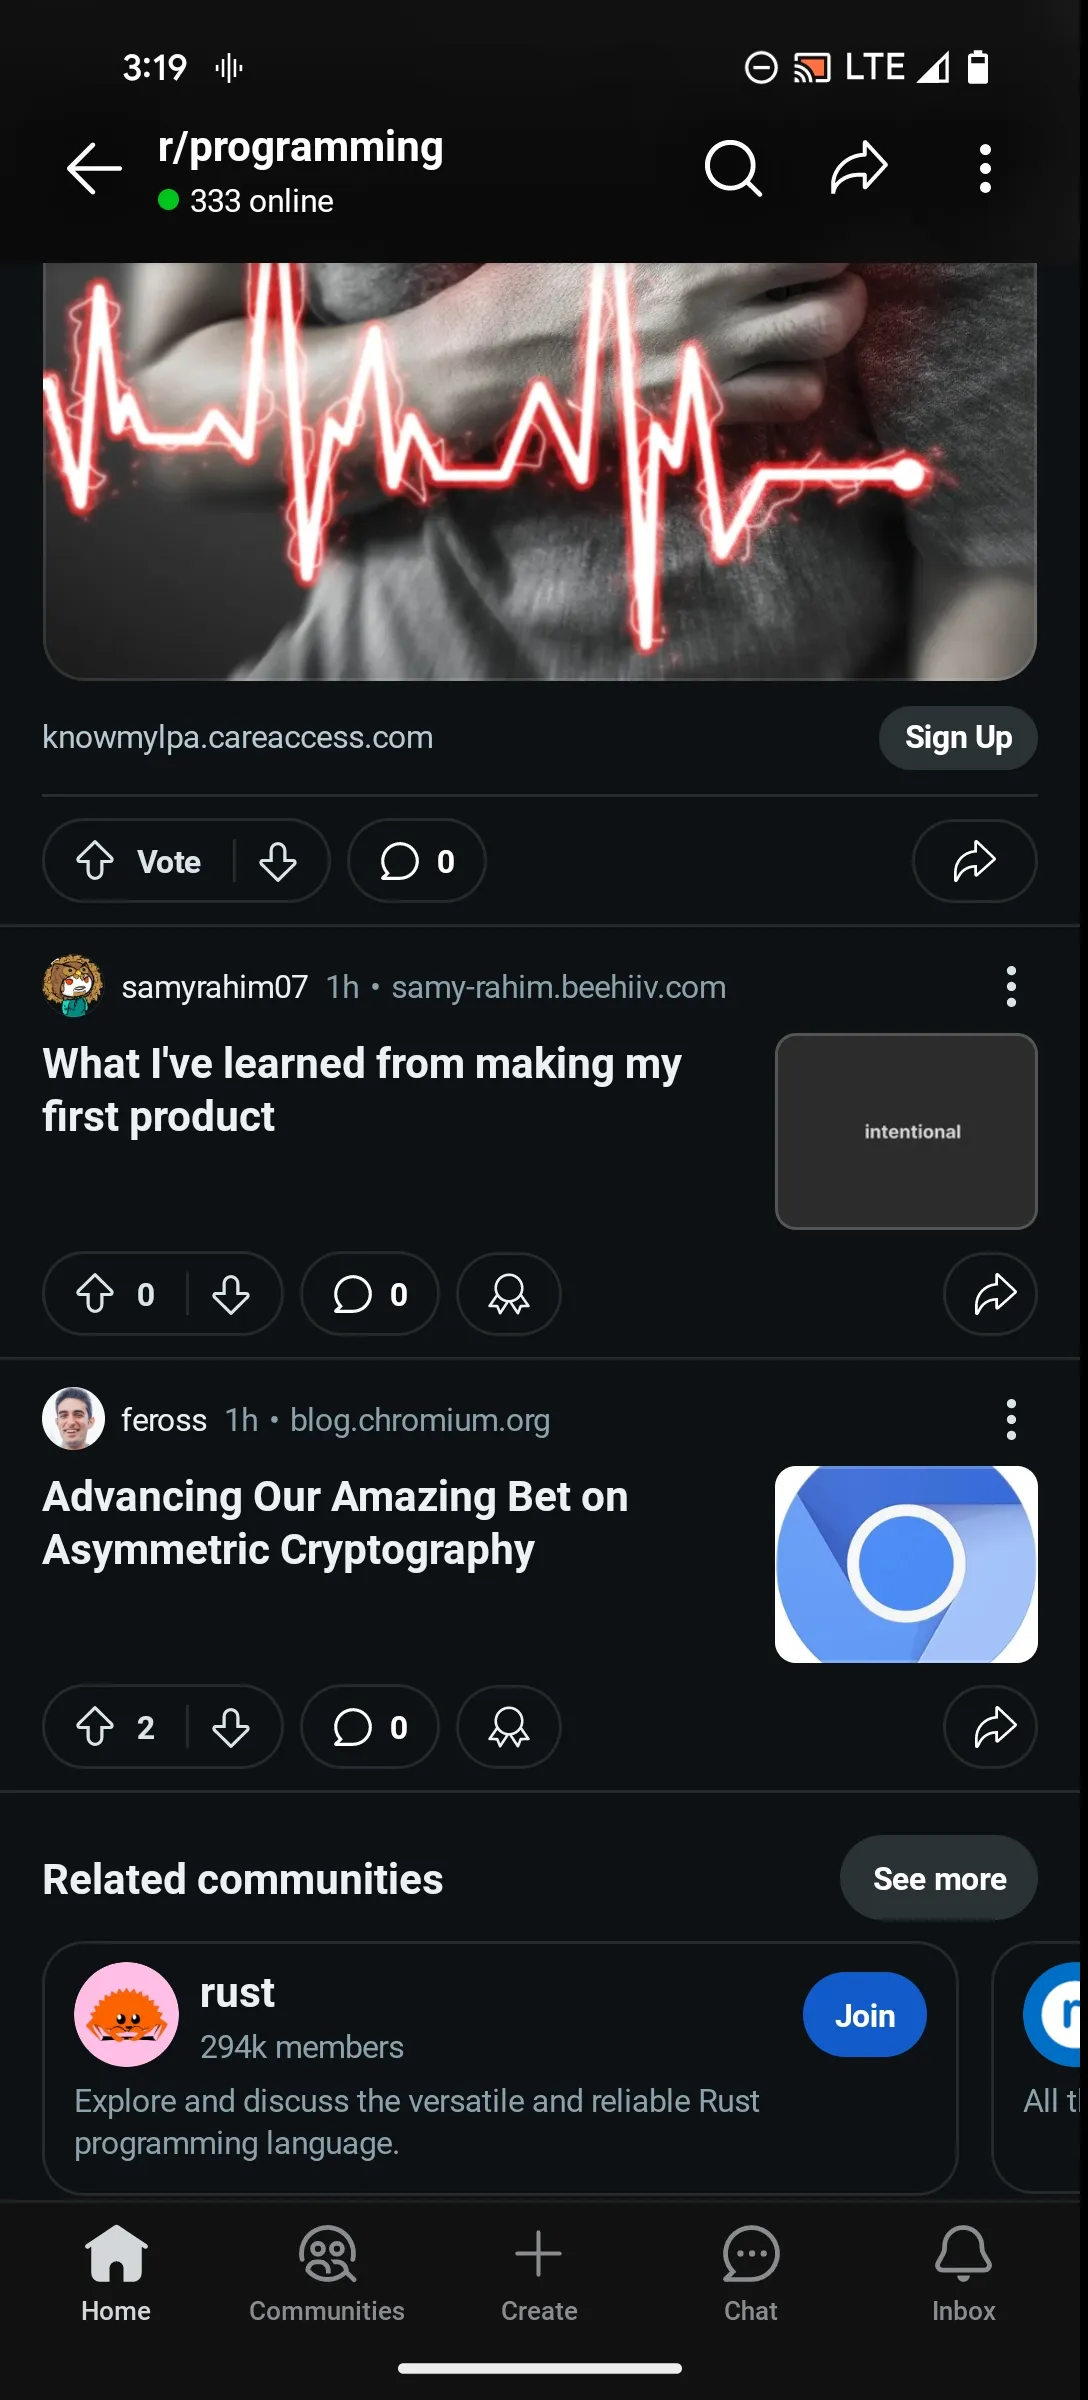 3:19 LTE
r/programming
333 online
knowmylpa.careaccess.com Sign Up
Vote 0
samyrahim07 1h • samy-rahim.beehiiv.com
What I've learned from making my
first product
intentional
0 0
feross 1h • blog.chromium.org
Advancing Our Amazing Bet on
Asymmetric Cryptography
2 0
Related communities See more
rust
294k members
Join
Explore and discuss the versatile and reliable Rust
programming language.
All
Home Communities Create Chat Inbox